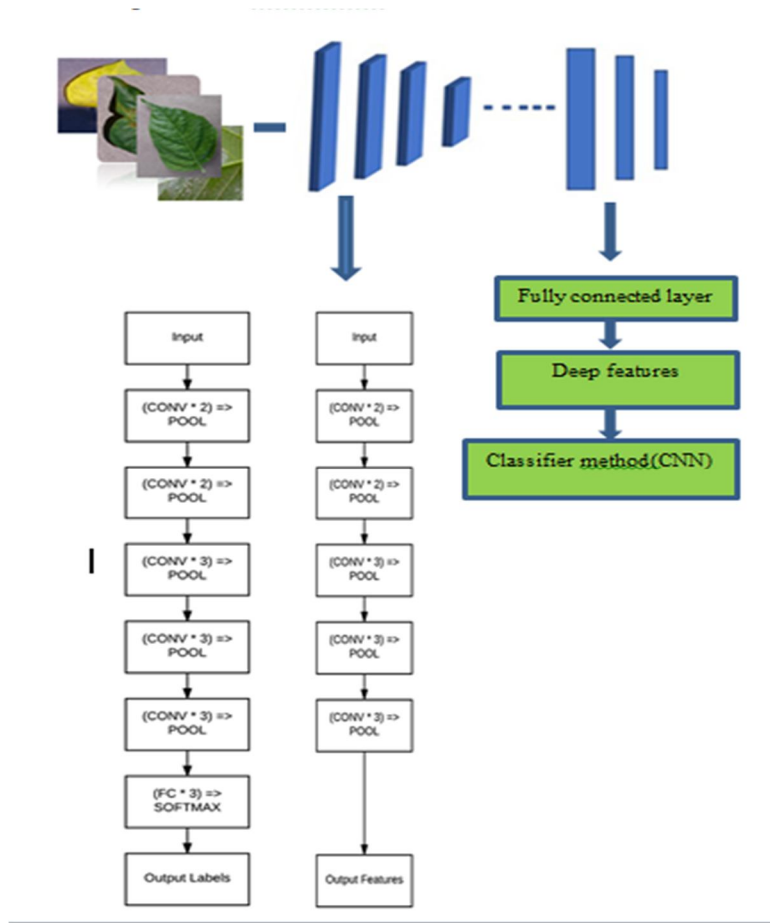 Fully connected layer
Deep features
Classifier method(CNN)
Input
(CONV * 2) =>
POOL
(CONV * 2) =>
POOL
(CONV * 3) =>
POOL
(CONV * 3) =>
POOL
(CONV * 3) =>
POOL
(FC * 3) =>
SOFTMAX
Output Labels
Input
(CONV * 2) =>
POOL
(CONV * 2) =>
POOL
(CONV * 3) =>
POOL
(CONV * 3) =>
POOL
(CONV * 3) =>
POOL
Output Features